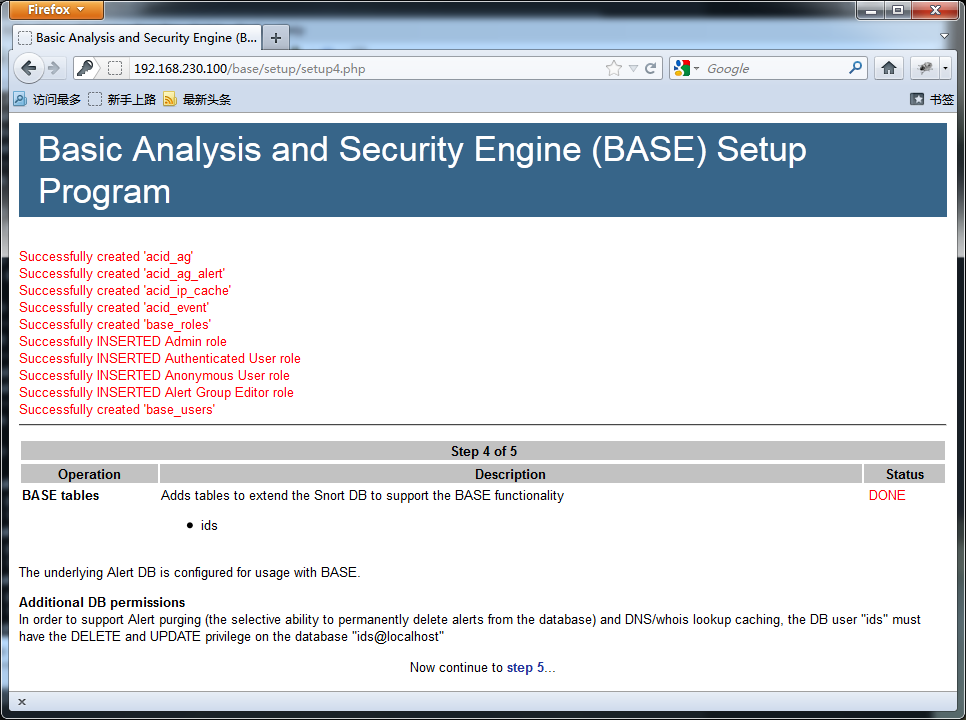 Firefox
Basic Analysis and Security Engine (B...
192.168.230.100/base/setup/setup4.php
Google
访问最多 新手上路 最新头条 书签
Basic Analysis and Security Engine (BASE) Setup
Program
Successfully created 'acid_ag'
Successfully created 'acid_ag_alert'
Successfully created 'acid_ip_cache'
Successfully created 'acid_event'
Successfully created 'base_roles'
Successfully INSERTED Admin role
Successfully INSERTED Authenticated User role
Successfully INSERTED Anonymous User role
Successfully INSERTED Alert Group Editor role
Successfully created 'base_users'
Step 4 of 5
Operation Description Status
BASE tables Adds tables to extend the Snort DB to support the BASE functionality DONE
• ids
The underlying Alert DB is configured for usage with BASE.
Additional DB permissions
In order to support Alert purging (the selective ability to permanently delete alerts from the database) and DNS/whois lookup caching, the DB user "ids" must
have the DELETE and UPDATE privilege on the database "ids@localhost"
Now continue to step 5...